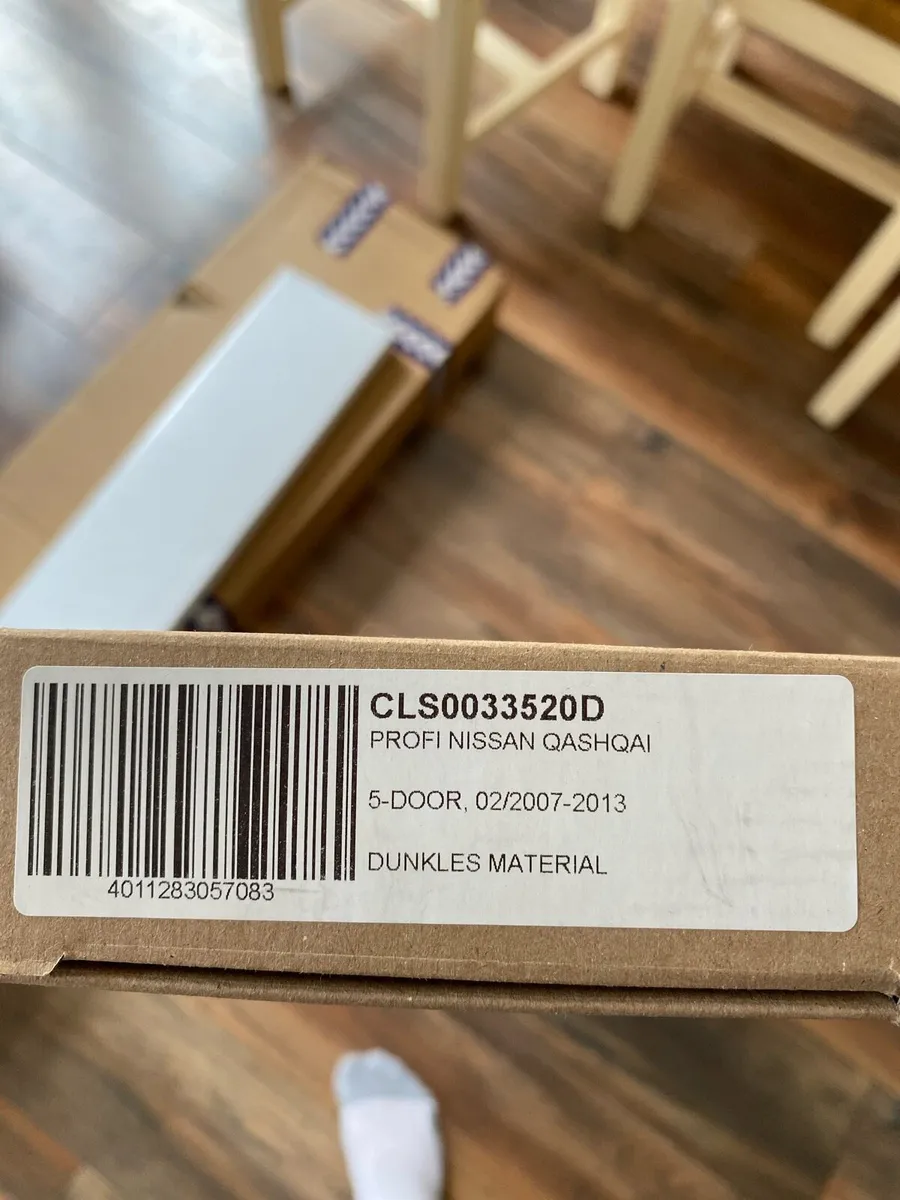 CLS0033520D
PROFI NISSAN QASHQAI
5-DOOR, 02/2007-2013
DUNKLES MATERIAL
4011283057083